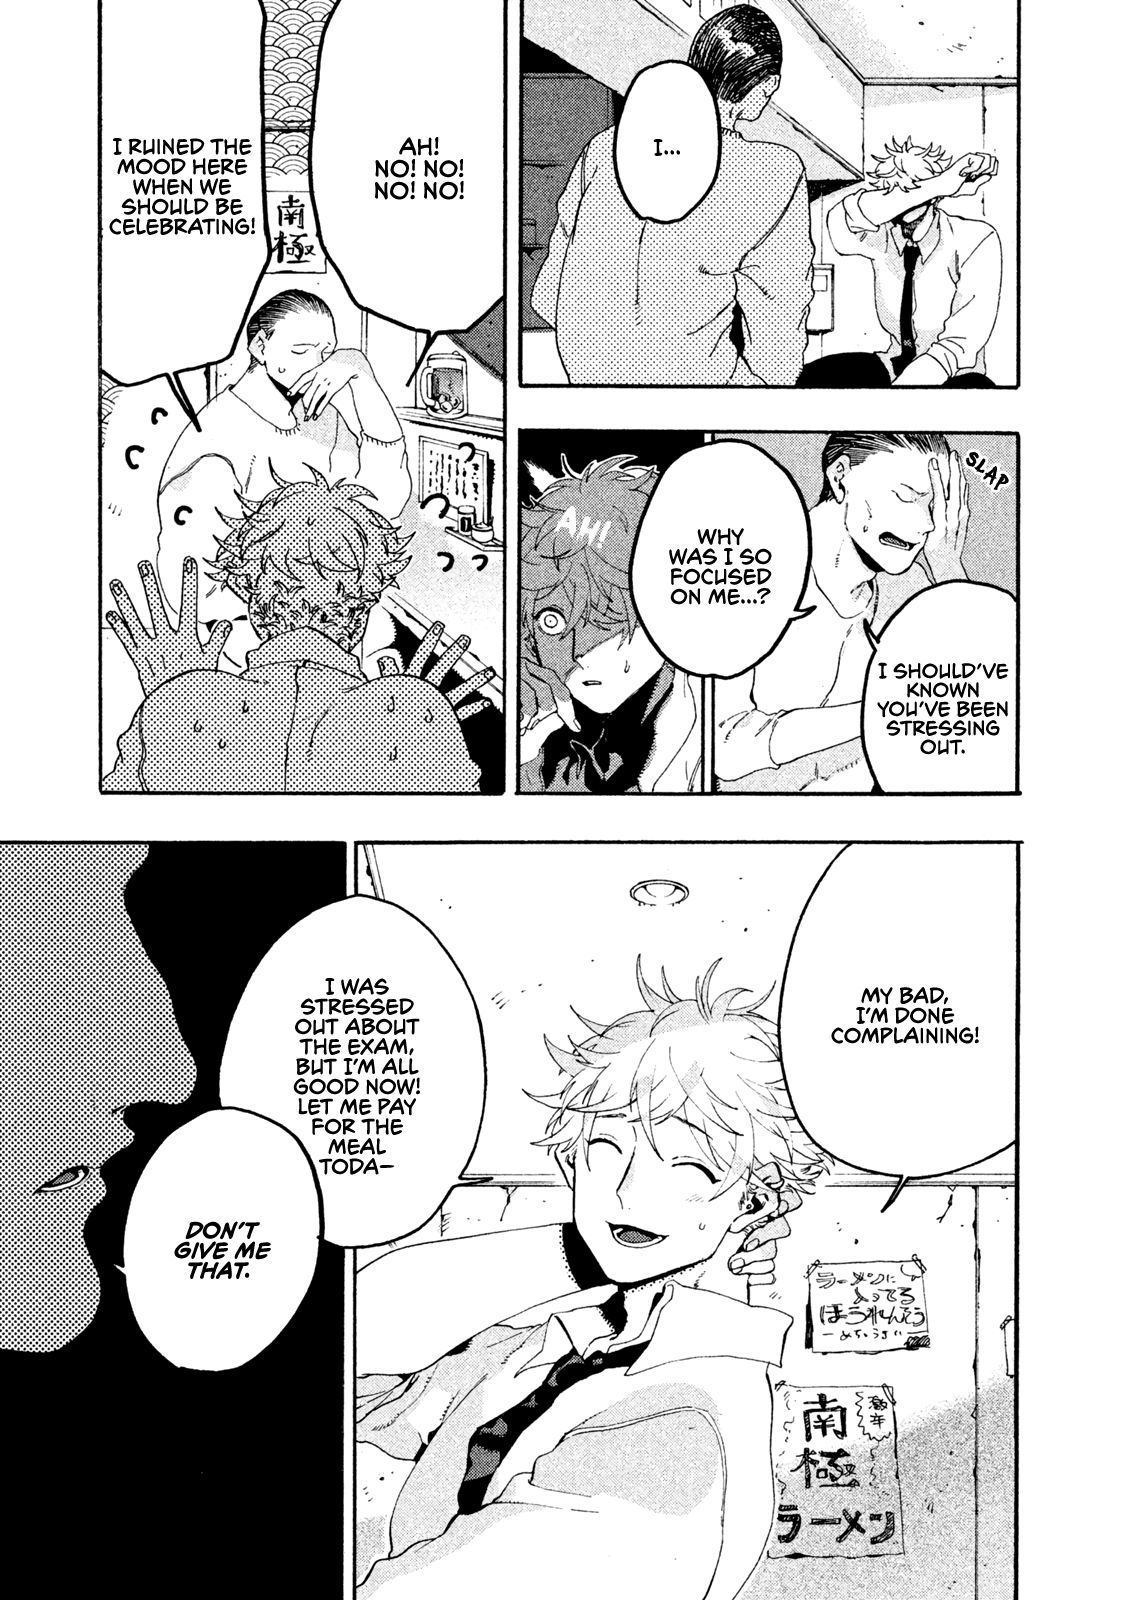 I...
SLAP
I SHOULD'VE
KNOWN
YOU'VE BEEN
STRESSING
OUT.
WHY
WAS I SO
FOCUSED
ON ME...?
AH!
AH!
NO! NO!
NO! NO!
I RUINED THE
MOOD HERE
WHEN WE
SHOULD BE
CELEBRATING!
南
極
MY BAD,
I'M DONE
COMPLAINING!
I WAS
STRESSED
OUT ABOUT
THE EXAM,
BUT I'M ALL
GOOD NOW!
LET ME PAY
FOR THE
MEAL
TODA—
ラーメンに
入ってる
ほうれんそう
激辛
南
極
ラーメン
DON'T
GIVE ME
THAT.